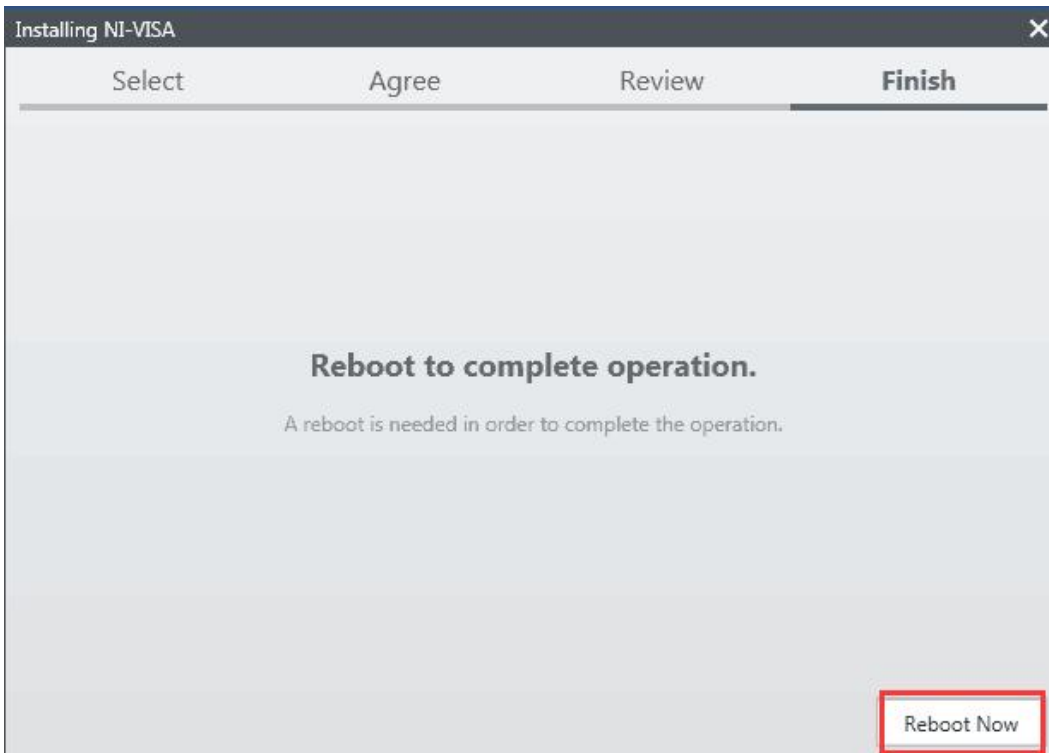 Installing NI-VISA
Select Agree Review Finish
Reboot to complete operation.
A reboot is needed in order to complete the operation.
Reboot Now